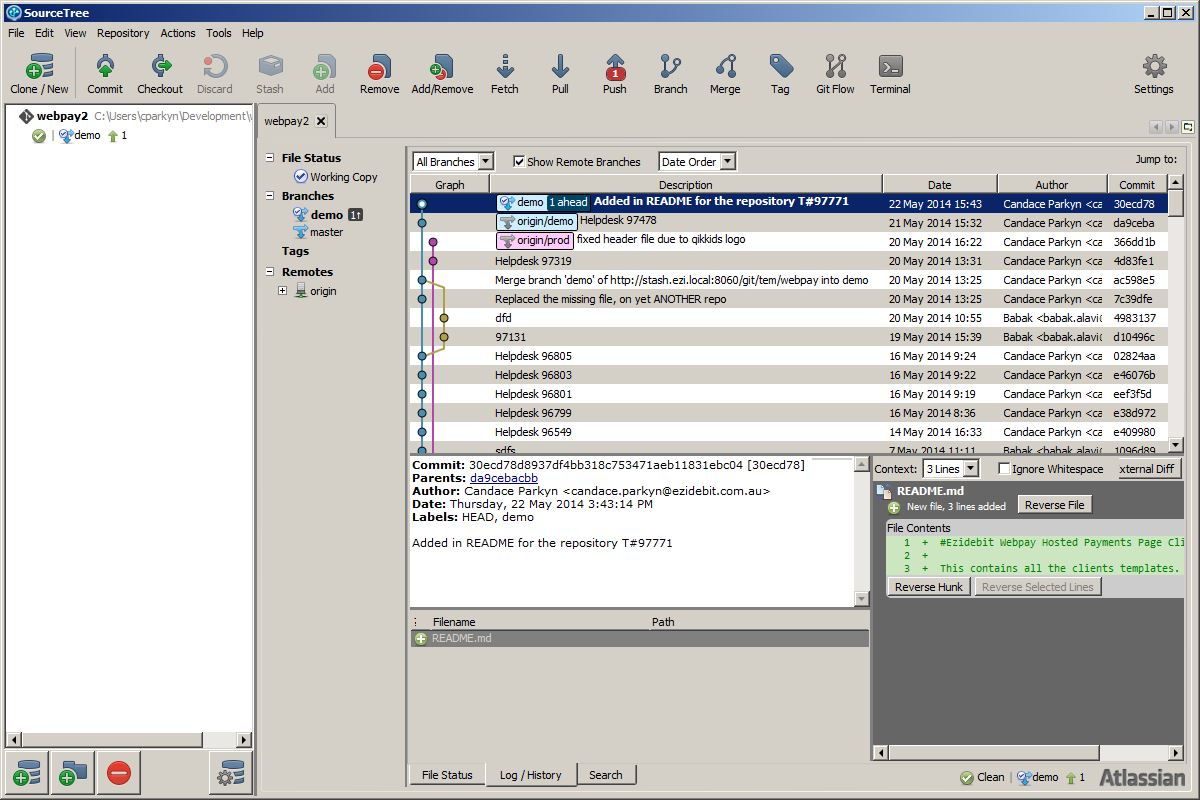 SourceTree
File Edit View Repository Actions Tools Help
Clone / New Commit Checkout Discard Stash Add Remove Add/Remove Fetch Pull 1 Push Branch Merge Tag Git Flow Terminal Settings
webpay2 C:\Users\cparkyn\Development\
demo 1
webpay2
File Status
Working Copy
Branches
demo 1↑
master
Tags
Remotes
origin
All Branches Show Remote Branches Date Order Jump to:
Graph Description Date Author Commit
demo 1 ahead Added in README for the repository T#97771 22 May 2014 15:43 Candace Parkyn <ca 30ecd78
origin/demo Helpdesk 97478 21 May 2014 15:32 Candace Parkyn <ca da9ceba
origin/prod fixed header file due to qikkids logo 20 May 2014 16:22 Candace Parkyn <ca 366dd1b
Helpdesk 97319 20 May 2014 13:31 Candace Parkyn <ca 4d83fe1
Merge branch 'demo' of http://stash.ezi.local:8060/git/tem/webpay into demo 20 May 2014 13:25 Candace Parkyn <ca ac598e5
Replaced the missing file, on yet ANOTHER repo 20 May 2014 13:25 Candace Parkyn <ca 7c39dfe
dfd 20 May 2014 10:55 Babak <babak.alavi 4983137
97131 19 May 2014 15:39 Babak <babak.alavi d10496c
Helpdesk 96805 16 May 2014 9:24 Candace Parkyn <ca 02824aa
Helpdesk 96803 16 May 2014 9:22 Candace Parkyn <ca e46076b
Helpdesk 96801 16 May 2014 9:19 Candace Parkyn <ca eef3f5d
Helpdesk 96799 16 May 2014 8:36 Candace Parkyn <ca e38d972
Helpdesk 96549 14 May 2014 16:33 Candace Parkyn <ca e409980
sdfs 7 May 2014 11:11 Candace Parkyn <ca 1096d89
Commit: 30ecd78d8937df4bb318c753471aeb11831ebc04 [30ecd78]
Parents: da9cebacbb
Author: Candace Parkyn <candace.parkyn@ezidebit.com.au>
Date: Thursday, 22 May 2014 3:43:14 PM
Labels: HEAD, demo
Added in README for the repository T#97771
Filename Path
README.md
Context: 3 Lines Ignore Whitespace xternal Diff
README.md
New file, 3 lines added Reverse File
File Contents
1 + #Ezidebit Webpay Hosted Payments Page Cli
2 +
3 + This contains all the clients templates.
Reverse Hunk Reverse Selected Lines
File Status Log / History Search
Clean demo 1 Atlassian